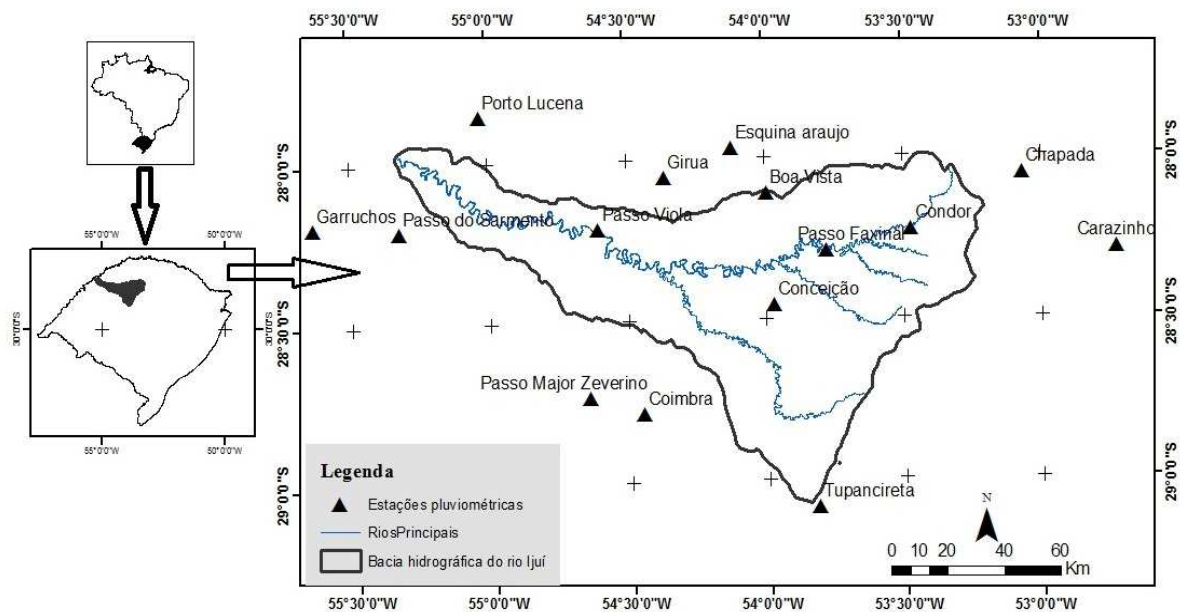 55°30'0"W 55°0'0"W 54°30'0"W 54°0'0"W 53°30'0"W 53°0'0"W
Porto Lucena
Esquina araujo
Girua
Boa Vista
Chapada
28°0'0"S
28°0'0"S
Garruchos
Passo do Sarmento
Passo Viola
Passo Faxinal
Condor
Carazinho
Conceição
55°0'0"W 50°0'0"W
30°0'0"S
30°0'0"S
55°0'0"W 50°0'0"W
28°30'0"S
28°30'0"S
Passo Major Zeverino
Coimbra
Tupancireta
29°0'0"S
29°0'0"S
Legenda
Estações pluviométricas
RiosPrincipais
Bacia hidrográfica do rio Ijuí
N
0 10 20 40 60
Km
55°30'0"W 55°0'0"W 54°30'0"W 54°0'0"W 53°30'0"W 53°0'0"W